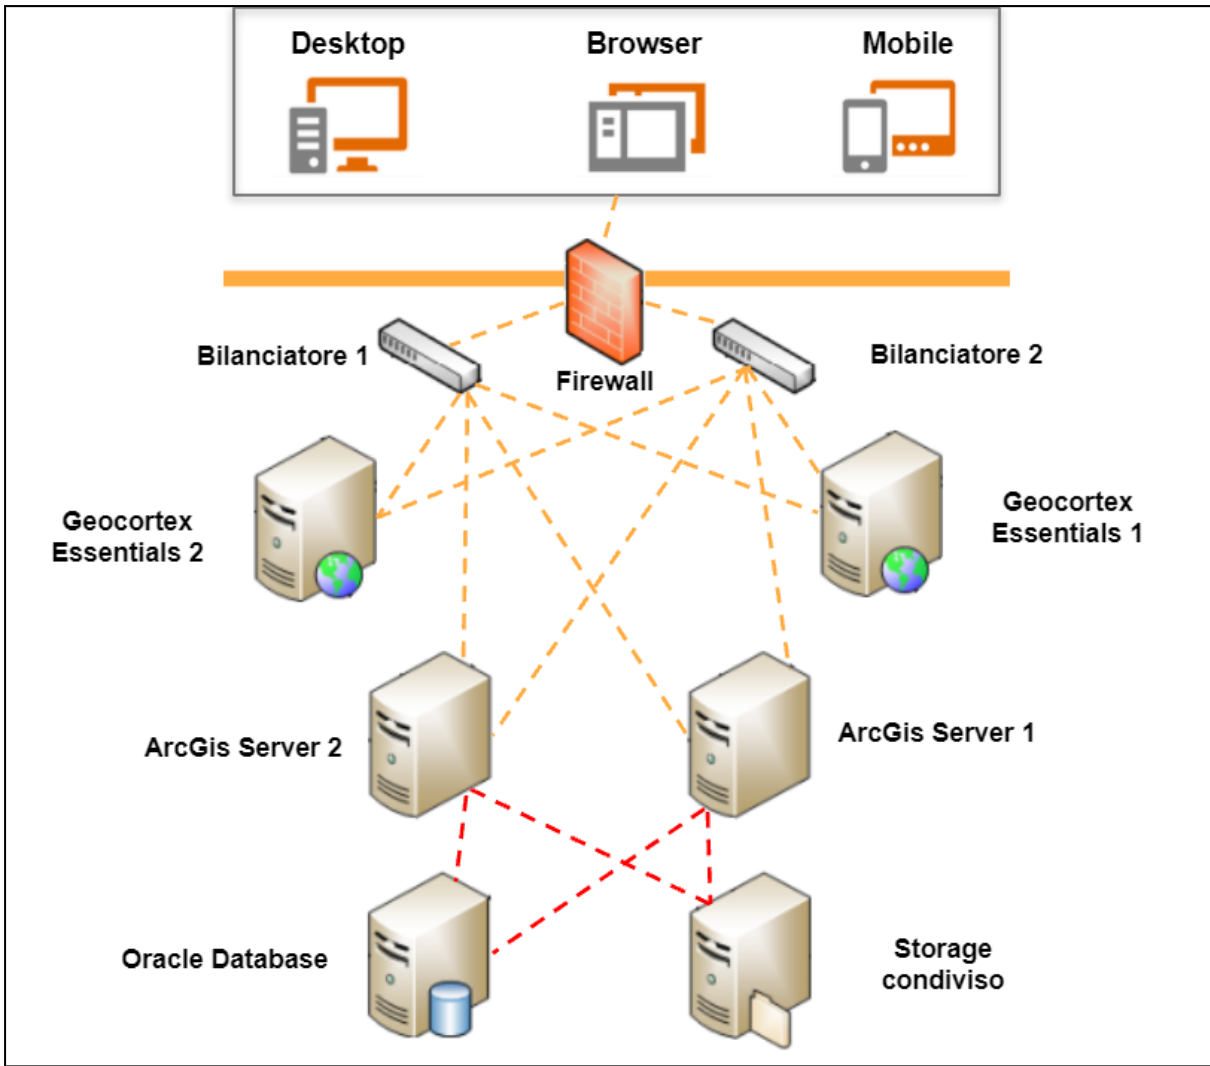 Desktop
Browser
Mobile
Bilanciatore 1
Firewall
Bilanciatore 2
Geocortex
Essentials 2
Geocortex
Essentials 1
ArcGis Server 2
ArcGis Server 1
Oracle Database
Storage
condiviso